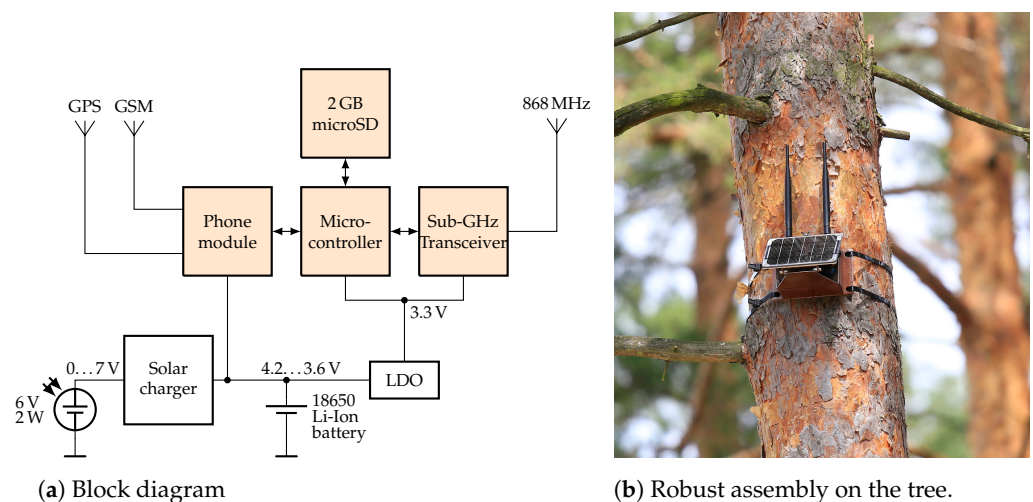 GPS
GSM
2 GB
microSD
868 MHz
Phone
module
Micro-
controller
Sub-GHz
Transceiver
3.3 V
0...7 V
Solar
charger
4.2...3.6 V
LDO
6 V
2 W
18650
Li-Ion
battery
(a) Block diagram
(b) Robust assembly on the tree.